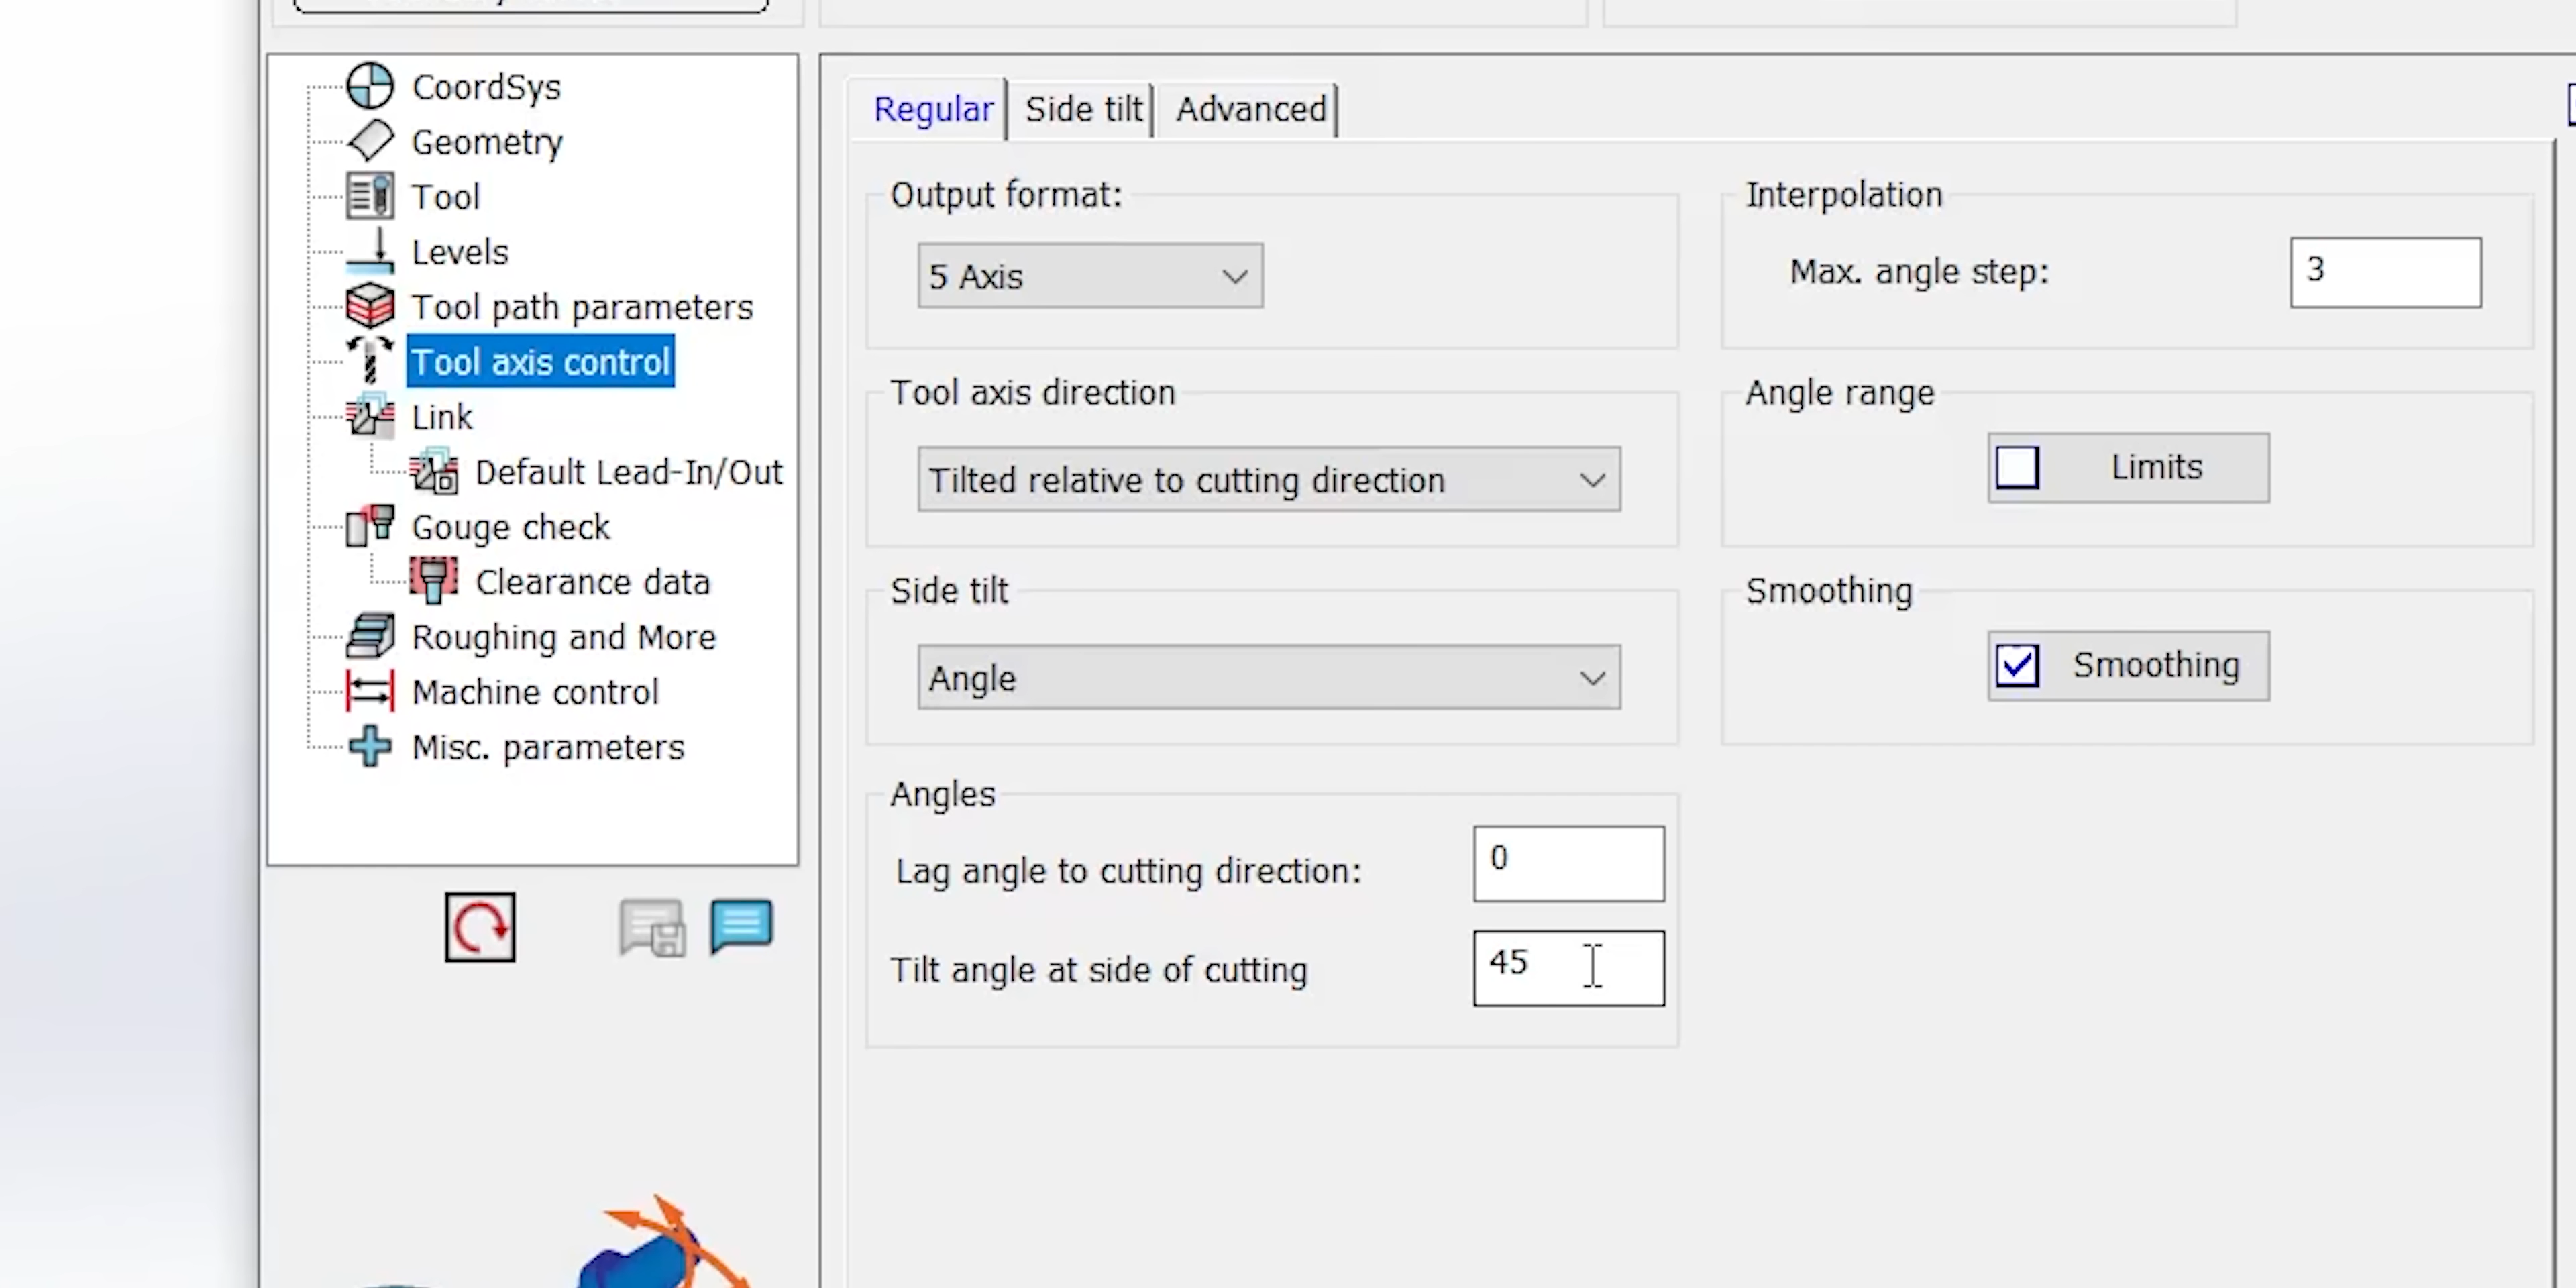 CoordSys
Geometry
Tool
Levels
Tool path parameters
Tool axis control
Link
Default Lead-In/Out
Gouge check
Clearance data
Roughing and More
Machine control
Misc. parameters
Regular
Side tilt
Advanced
Output format:
5 Axis
Tool axis direction
Tilted relative to cutting direction
Side tilt
Angle
Angles
Lag angle to cutting direction:
0
Tilt angle at side of cutting
45
Interpolation
Max. angle step:
3
Angle range
Limits
Smoothing
Smoothing